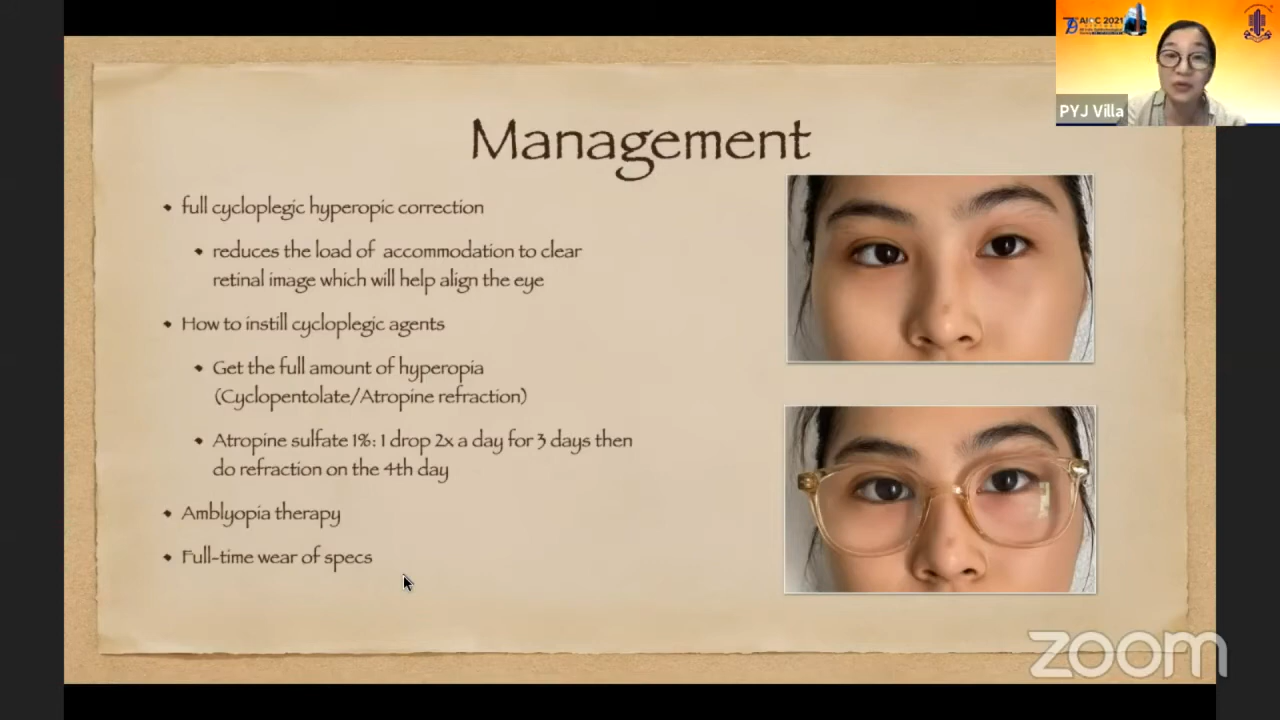 Management
• full cycloplegic hyperopic correction
• reduces the load of accommodation to clear
retinal image which will help align the eye
• How to instill cycloplegic agents
• Get the full amount of hyperopia
(Cyclopentolate/Atropine refraction)
• Atropine sulfate 1%: 1 drop 2x a day for 3 days then
do refraction on the 4th day
• Amblyopia therapy
• Full-time wear of specs
AIOC 2021
PYJ Villa
zoom